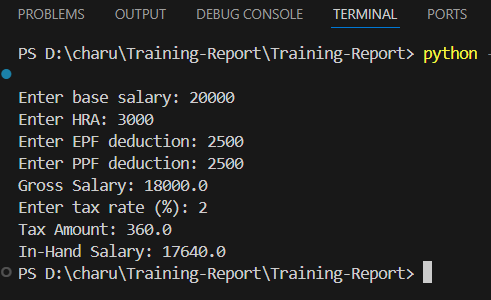 PROBLEMS OUTPUT DEBUG CONSOLE TERMINAL PORTS
PS D:\charu\Training-Report\Training-Report> python -
Enter base salary: 20000
Enter HRA: 3000
Enter EPF deduction: 2500
Enter PPF deduction: 2500
Gross Salary: 18000.0
Enter tax rate (%): 2
Tax Amount: 360.0
In-Hand Salary: 17640.0
PS D:\charu\Training-Report\Training-Report>